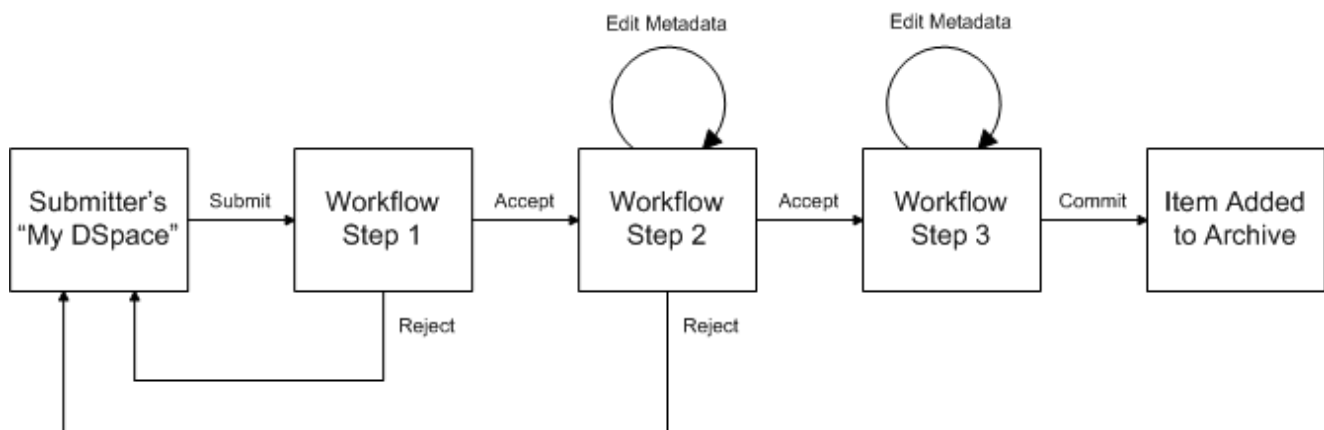 Edit Metadata
Edit Metadata
Submitter’s
“My DSpace”
Submit
Workflow
Step 1
Accept
Workflow
Step 2
Accept
Workflow
Step 3
Commit
Item Added
to Archive
Reject
Reject